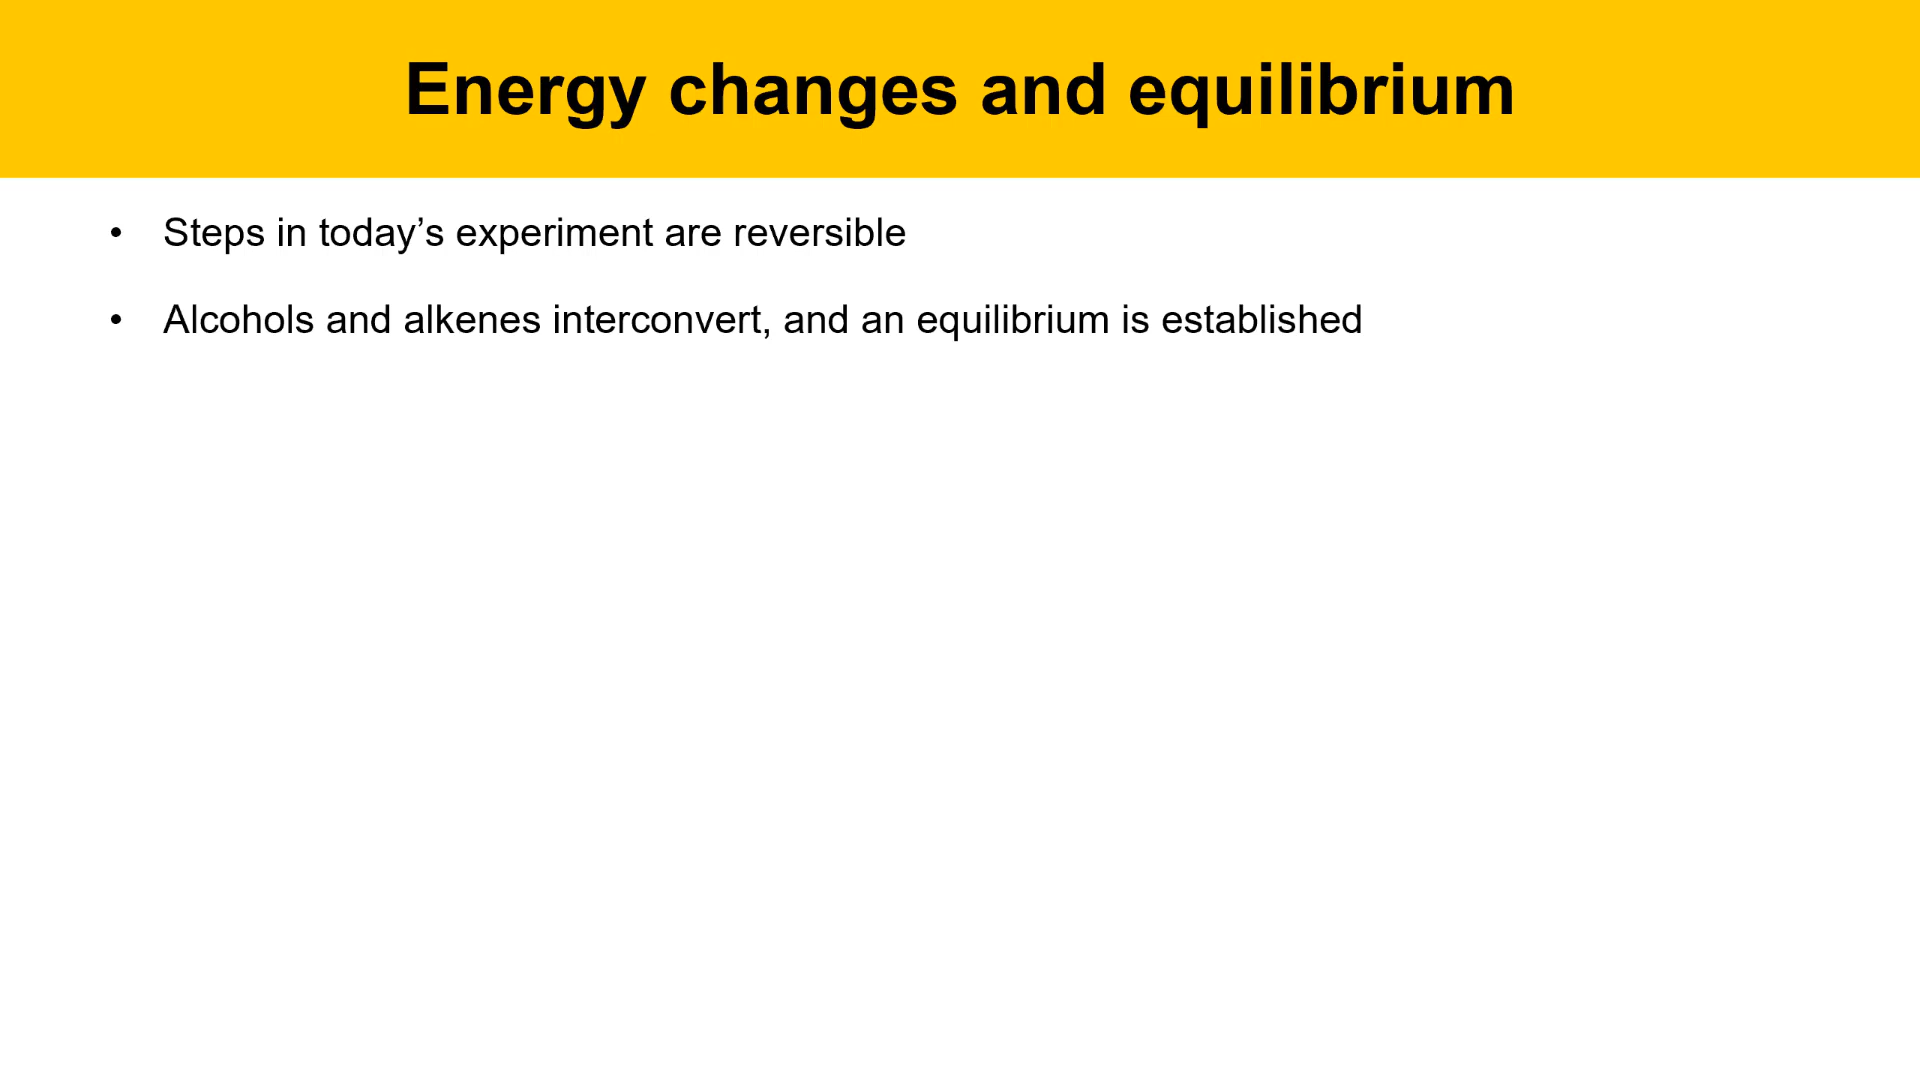 Energy changes and equilibrium
• Steps in today’s experiment are reversible
• Alcohols and alkenes interconvert, and an equilibrium is established